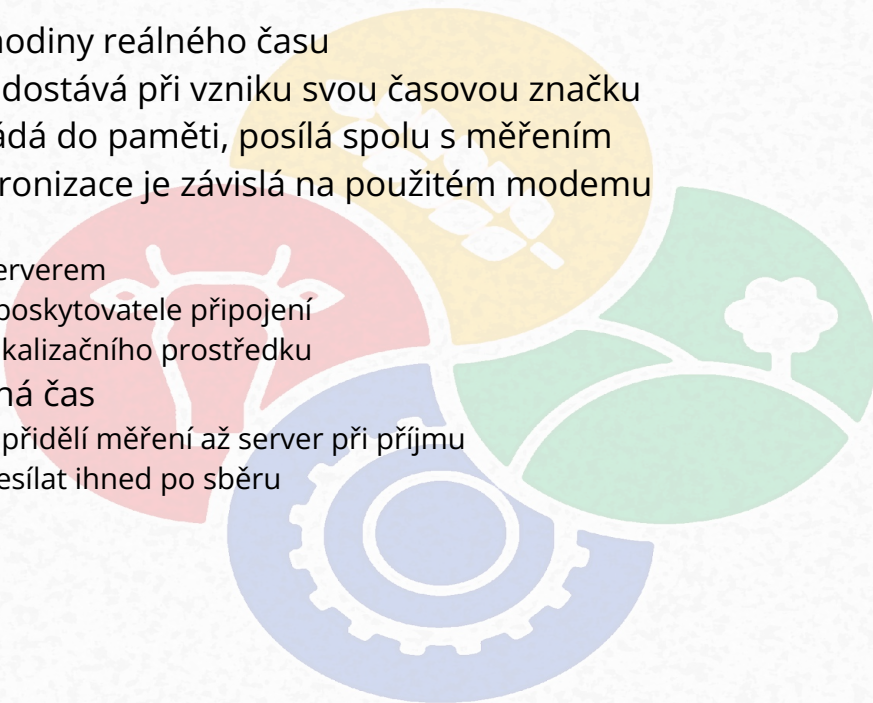 hodiny reálného času
dostává při vzniku svou časovou značku
ádá do paměti, posílá spolu s měřením
ronizace je závislá na použitém modemu
erverem
poskytovatele připojení
kalizačního prostředku
ná čas
přidělí měření až server při příjmu
esílat ihned po sběru